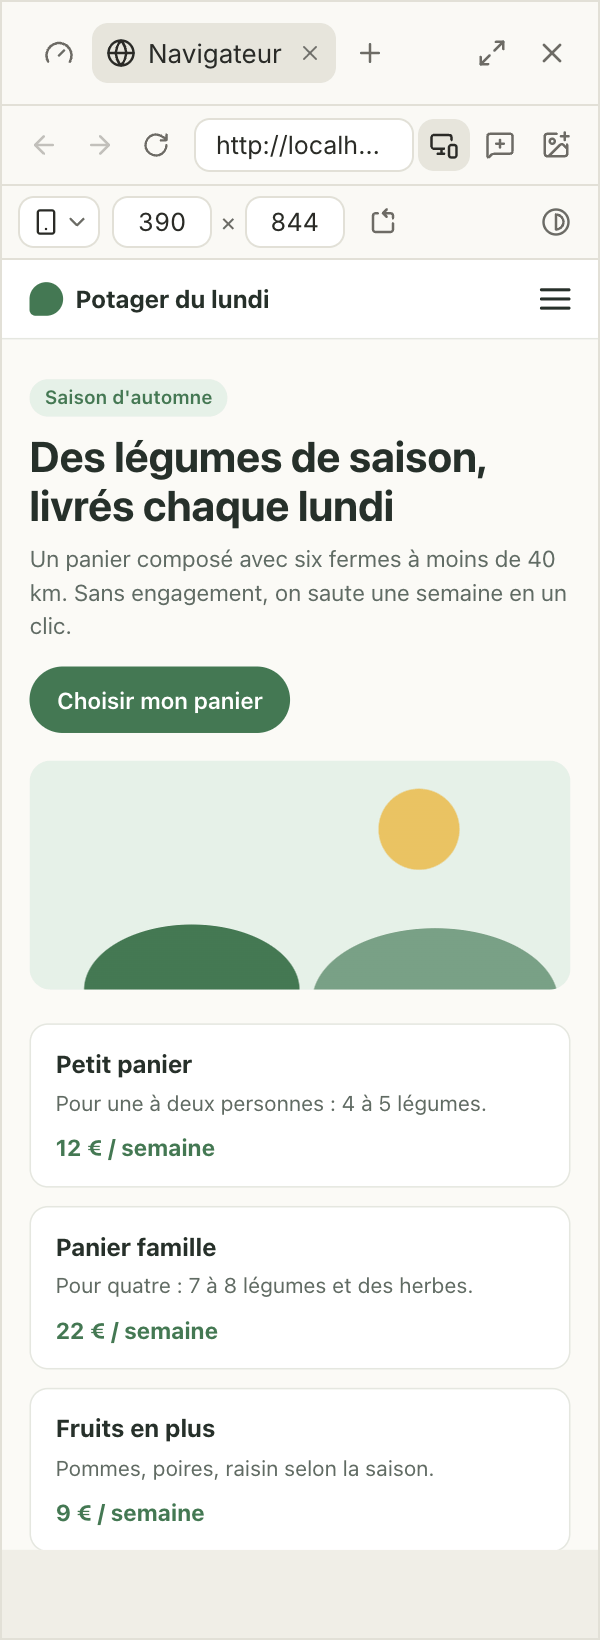 Navigateur
http://localh...
390 × 844
Potager du lundi
Saison d'automne
Des légumes de saison,
livrés chaque lundi
Un panier composé avec six fermes à moins de 40
km. Sans engagement, on saute une semaine en un
clic.
Choisir mon panier
Petit panier
Pour une à deux personnes : 4 à 5 légumes.
12 € / semaine
Panier famille
Pour quatre : 7 à 8 légumes et des herbes.
22 € / semaine
Fruits en plus
Pommes, poires, raisin selon la saison.
9 € / semaine